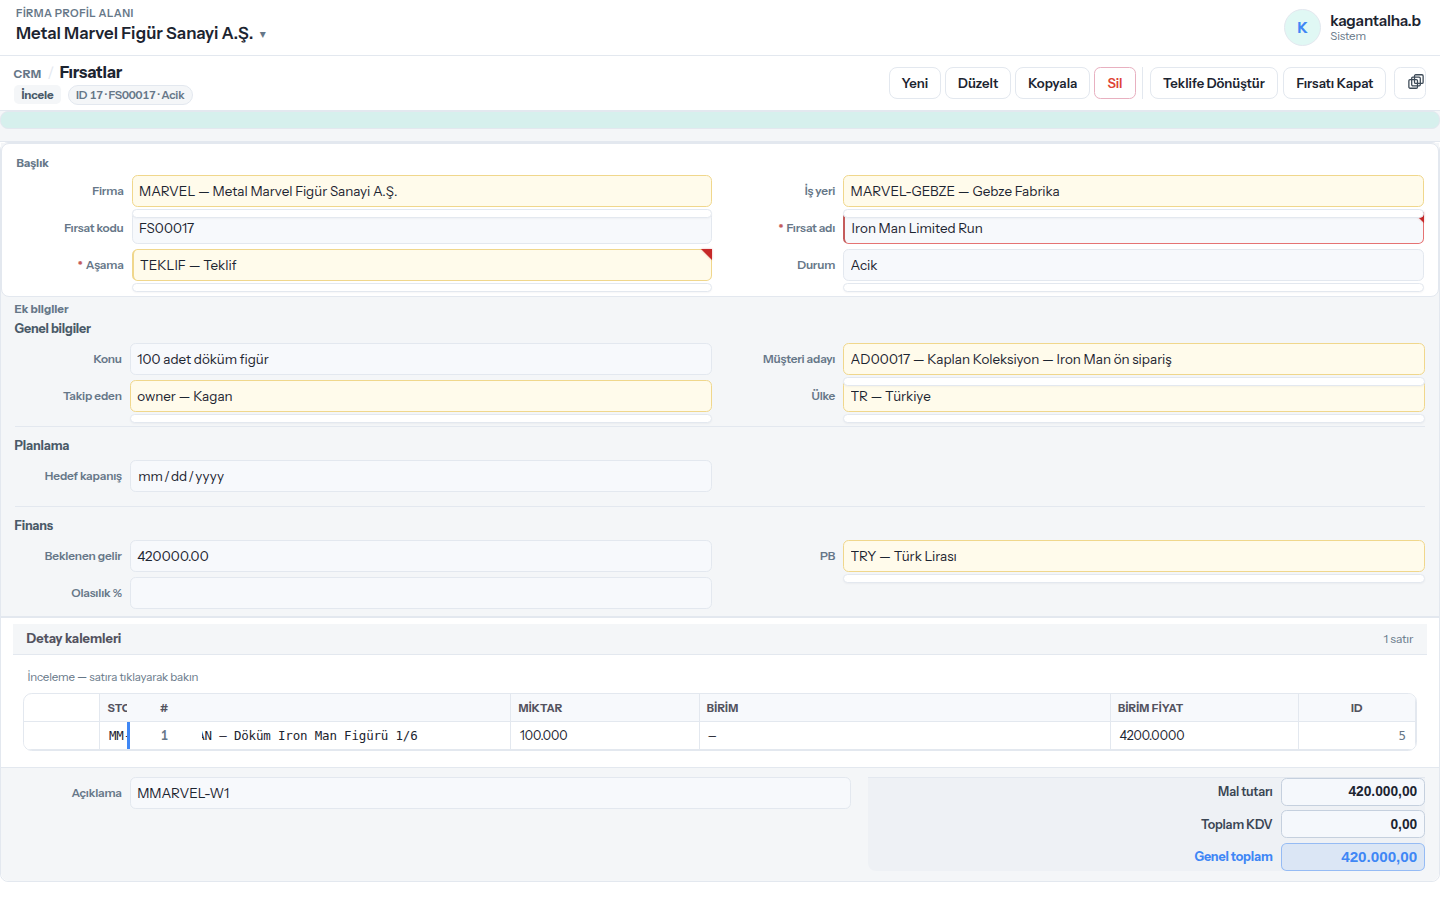 FİRMA PROFİL ALANI
Metal Marvel Figür Sanayi A.Ş. ▾
K
kagantalha.b
Sistem
CRM / Fırsatlar
İncele
ID 17·FS00017·Acik
Yeni
Düzelt
Kopyala
Sil
Teklife Dönüştür
Fırsatı Kapat
Başlık
Firma
MARVEL — Metal Marvel Figür Sanayi A.Ş.
İş yeri
MARVEL-GEBZE — Gebze Fabrika
Fırsat kodu
FS00017
* Fırsat adı
Iron Man Limited Run
* Aşama
TEKLIF — Teklif
Durum
Acik
Ek bilgiler
Genel bilgiler
Konu
100 adet döküm figür
Müşteri adayı
AD00017 — Kaplan Koleksiyon — Iron Man ön sipariş
Takip eden
owner — Kagan
Ülke
TR — Türkiye
Planlama
Hedef kapanış
mm/dd/yyyy
Finans
Beklenen gelir
420000.00
PB
TRY — Türk Lirası
Olasılık %
Detay kalemleri
1 satır
İnceleme — satıra tıklayarak bakın
# MİKTAR BİRİM BİRİM FİYAT ID
MM 1 — Döküm Iron Man Figürü 1/6 100.000 — 4200.0000 5
Açıklama
MMARVEL-W1
Mal tutarı
420.000,00
Toplam KDV
0,00
Genel toplam
420.000,00